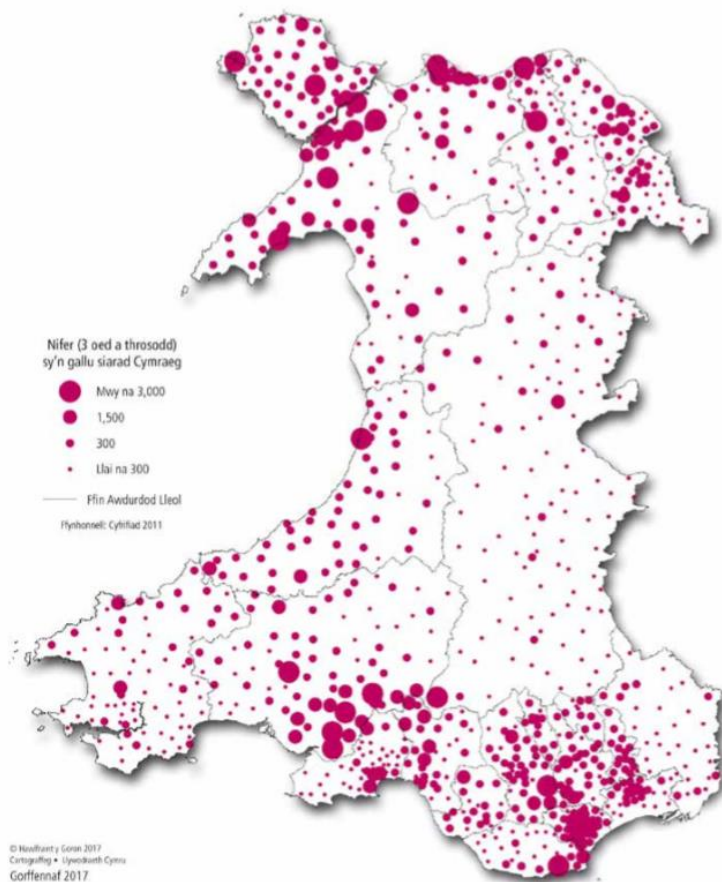 Nifer (3 oed a throsodd)
sy'n gallu siarad Cymraeg
Mwy na 3,000
1,500
300
Llai na 300
Ffin Awdurdod Lleol
Ffynhonnell: Cyfrifiad 2011
© Hawlfraint y Goron 2017
Cartograffeg • Llywodraeth Cymru
Gorffennaf 2017